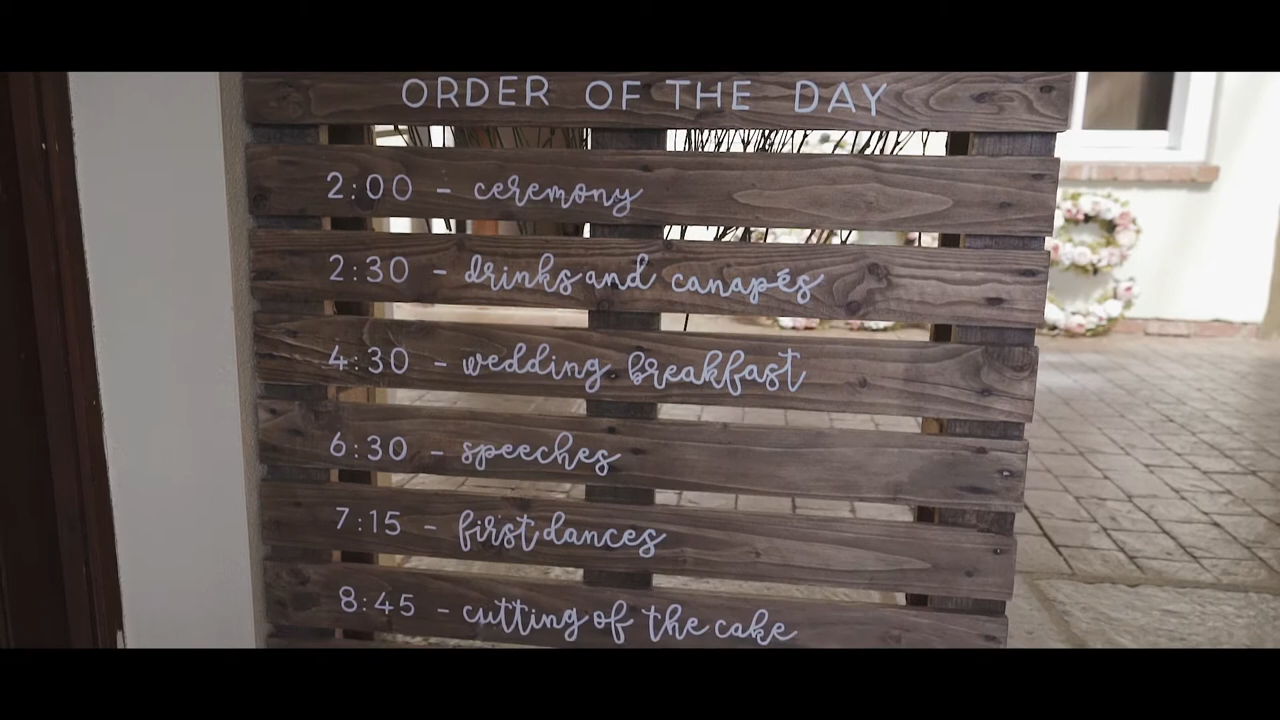 ORDER OF THE DAY
2:00 - ceremony
2:30 - drinks and canapés
4:30 - wedding breakfast
6:30 - speeches
7:15 - first dances
8:45 - cutting of the cake